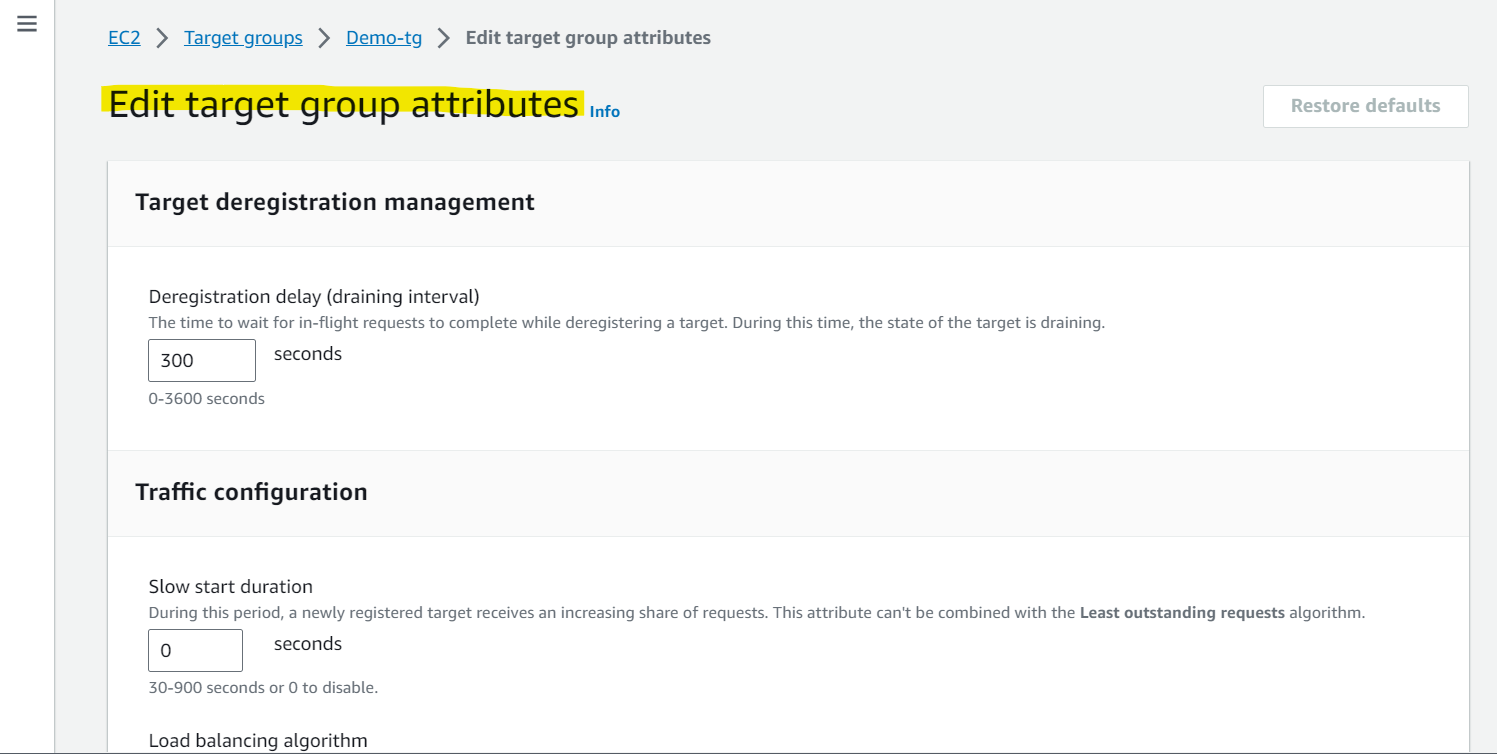 EC2 > Target groups > Demo-tg > Edit target group attributes
Edit target group attributes Info
Restore defaults
Target deregistration management
Deregistration delay (draining interval)
The time to wait for in-flight requests to complete while deregistering a target. During this time, the state of the target is draining.
300 seconds
0-3600 seconds
Traffic configuration
Slow start duration
During this period, a newly registered target receives an increasing share of requests. This attribute can't be combined with the Least outstanding requests algorithm.
0 seconds
30-900 seconds or 0 to disable.
Load balancing algorithm